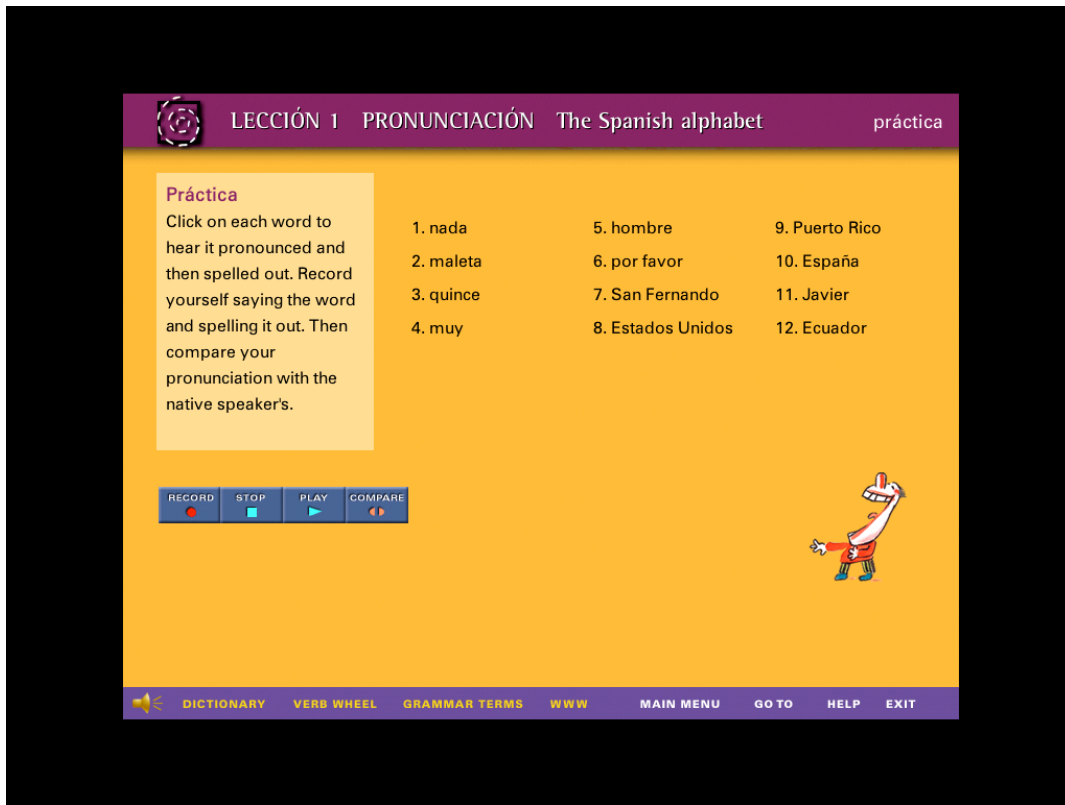 LECCIÓN 1 PRONUNCIACIÓN The Spanish alphabet práctica
Práctica
Click on each word to
hear it pronounced and
then spelled out. Record
yourself saying the word
and spelling it out. Then
compare your
pronunciation with the
native speaker's.
1. nada
2. maleta
3. quince
4. muy
5. hombre
6. por favor
7. San Fernando
8. Estados Unidos
9. Puerto Rico
10. España
11. Javier
12. Ecuador
RECORD STOP PLAY COMPARE
DICTIONARY VERB WHEEL GRAMMAR TERMS WWW MAIN MENU GO TO HELP EXIT